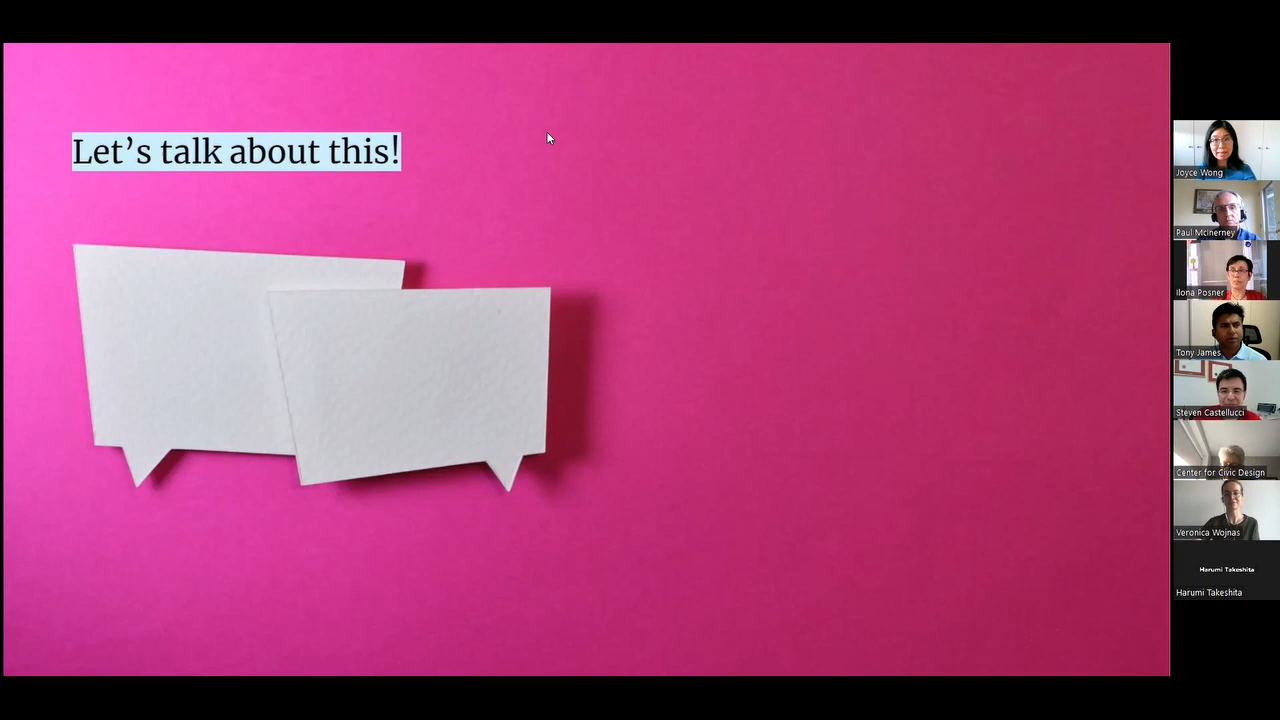 Let’s talk about this!
Joyce Wong
Paul McInerney
Ilona Posner
Tony James
Steven Castellucci
Center for Civic Design
Veronica Wojnas
Harumi Takeshita
Harumi Takeshita